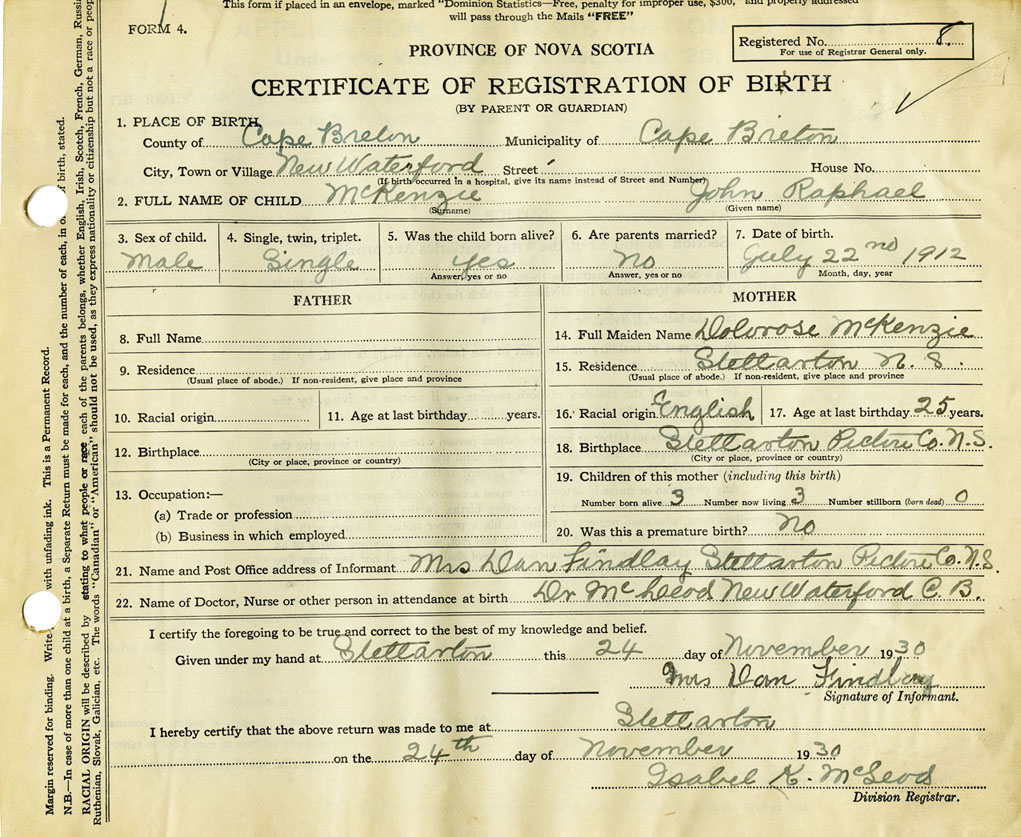 This form if placed in an envelope, marked "Dominion Statistics—Free, penalty for improper use, $300," and properly addressed
will pass through the Mails "FREE"
FORM 4.
Registered No. 8.
For use of Registrar General only.
PROVINCE OF NOVA SCOTIA
CERTIFICATE OF REGISTRATION OF BIRTH
(BY PARENT OR GUARDIAN)
1. PLACE OF BIRTH
County of Cape Breton Municipality of Cape Breton
City, Town or Village New Waterford Street House No.
(If birth occurred in a hospital, give its name instead of Street and Number)
2. FULL NAME OF CHILD McKenzie John Raphael
(Surname) (Given name)
3. Sex of child. 4. Single, twin, triplet. 5. Was the child born alive? 6. Are parents married? 7. Date of birth.
Male Single yes No July 22nd 1912
Answer, yes or no Answer, yes or no Month, day, year
FATHER
8. Full Name
9. Residence
(Usual place of abode.) If non-resident, give place and province
10. Racial origin 11. Age at last birthday years.
12. Birthplace
(City or place, province or country)
13. Occupation:—
(a) Trade or profession
(b) Business in which employed
MOTHER
14. Full Maiden Name Dolorose McKenzie
15. Residence Stettarton N. S.
(Usual place of abode.) If non-resident, give place and province
16. Racial origin English 17. Age at last birthday 25 years.
18. Birthplace Stettarton Pictou Co. N.S.
(City or place, province or country)
19. Children of this mother (including this birth)
Number born alive 3 Number now living 3 Number stillborn (born dead) 0
20. Was this a premature birth? No
21. Name and Post Office address of Informant Mrs Dan Findlay Stettarton Pictou Co. N.S.
22. Name of Doctor, Nurse or other person in attendance at birth Dr. McLeod New Waterford C. B.
I certify the foregoing to be true and correct to the best of my knowledge and belief.
Given under my hand at Stettarton this 24 day of November 1930
Mrs Dan Findlay
Signature of Informant.
I hereby certify that the above return was made to me at Stettarton
on the 24th day of November 1930
Isabel K. McLeod
Division Registrar.
Margin reserved for binding. Write with unfading ink. This is a Permanent Record.
N.B.—In case of more than one child at a birth, a Separate Return must be made for each, and the number of each, in of birth, stated.
RACIAL ORIGIN will be described by stating to what people or race each of the parents belongs, whether English, Irish, Scotch, French, German, Russia
Ruthenian, Slovak, Galician, etc. The words "Canadian" or "American" should not be used, as they express nationality or citizenship but not a race or peop